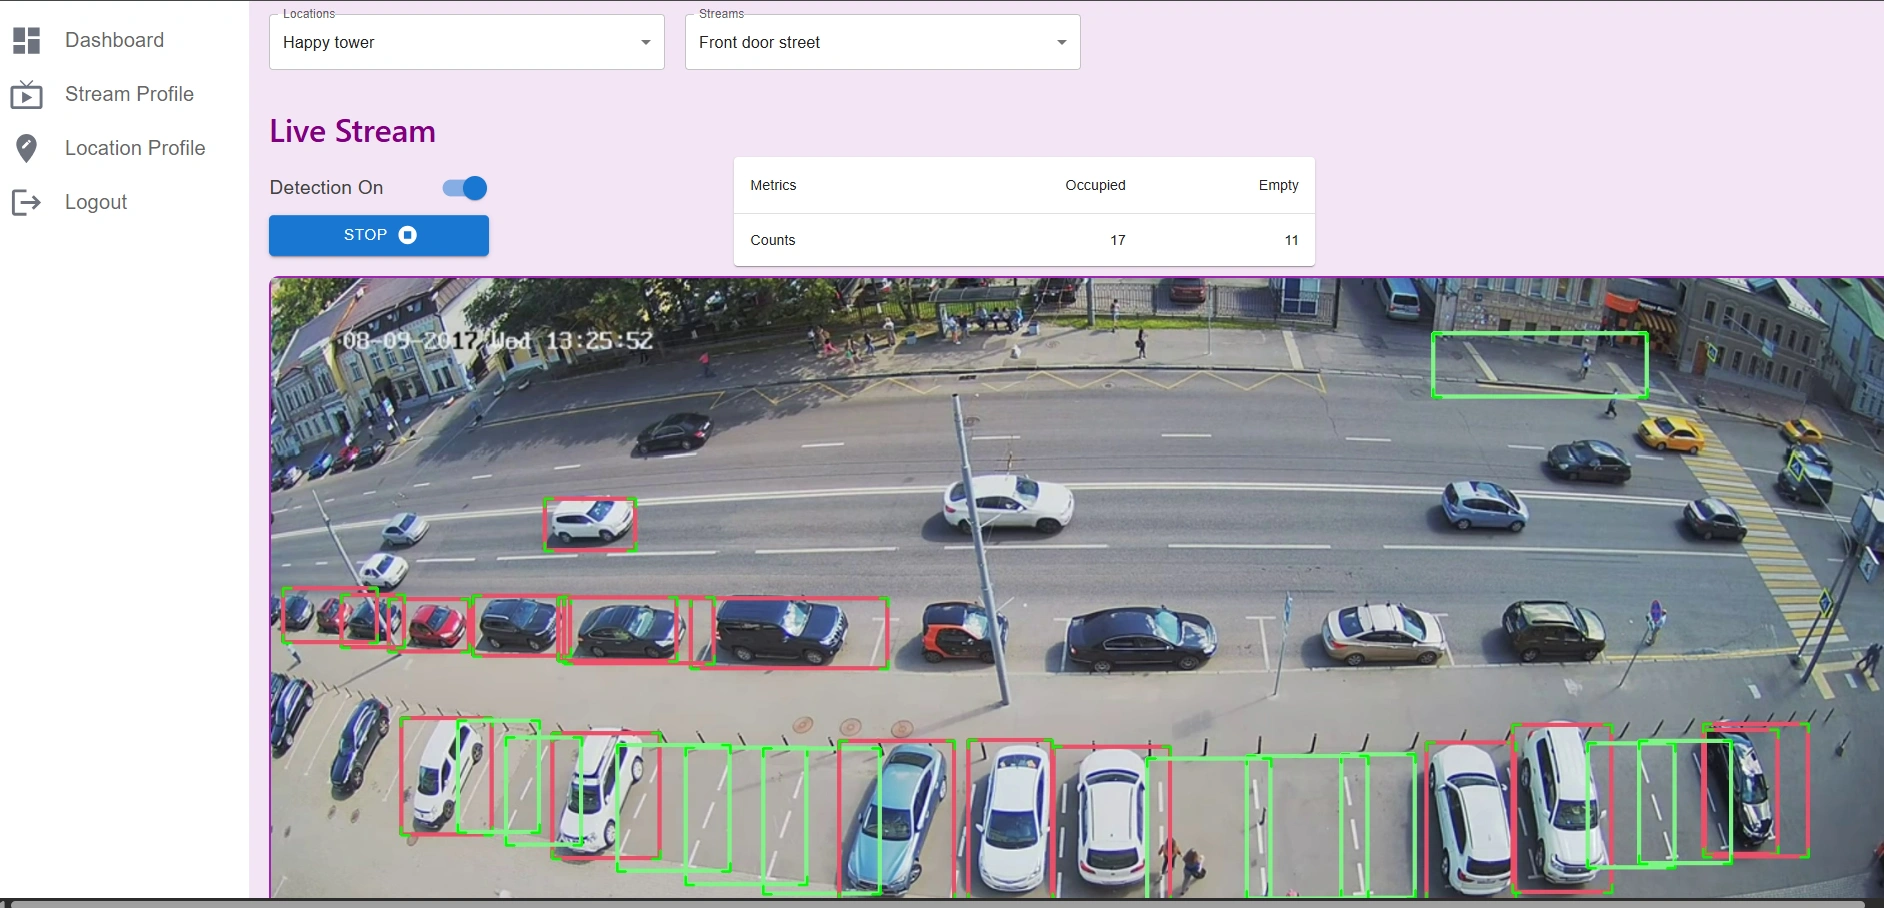 Dashboard
Stream Profile
Location Profile
Logout
Locations
Happy tower
Streams
Front door street
Live Stream
Detection On
STOP
Metrics Occupied Empty
Counts 17 11
08-09-2017 Wed 13:25:52